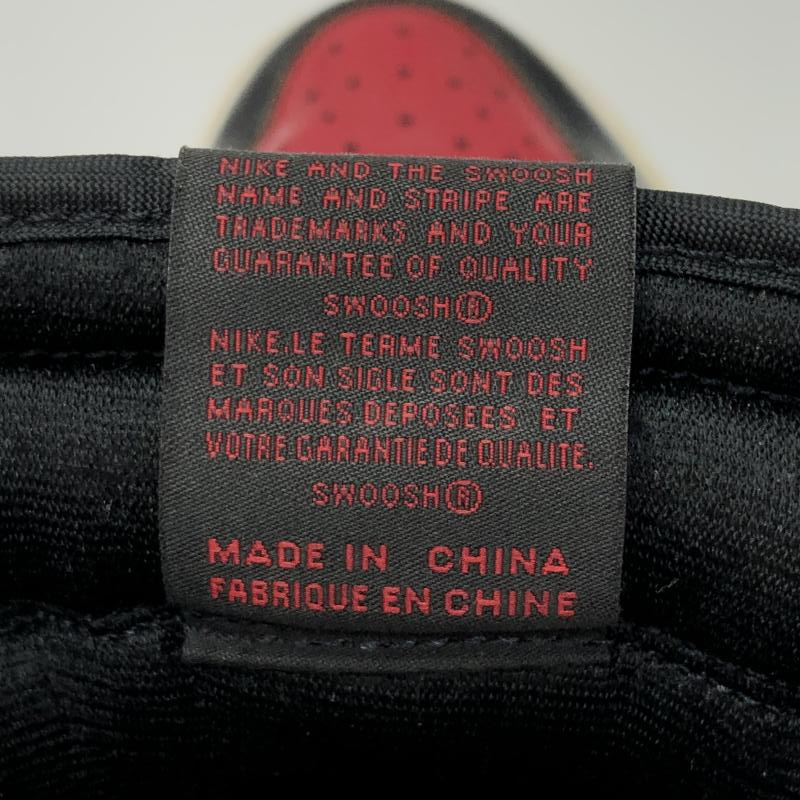 NIKE AND THE SWOOSH
NAME AND STRIPE ARE
TRADEMARKS AND YOUR
GUARANTEE OF QUALITY
SWOOSH®
NIKE.LE TERME SWOOSH
ET SON SIGLE SONT DES
MARQUES DEPOSEES ET
VOTRE GARANTIE DE QUALITE.
SWOOSH®
MADE IN CHINA
FABRIQUE EN CHINE